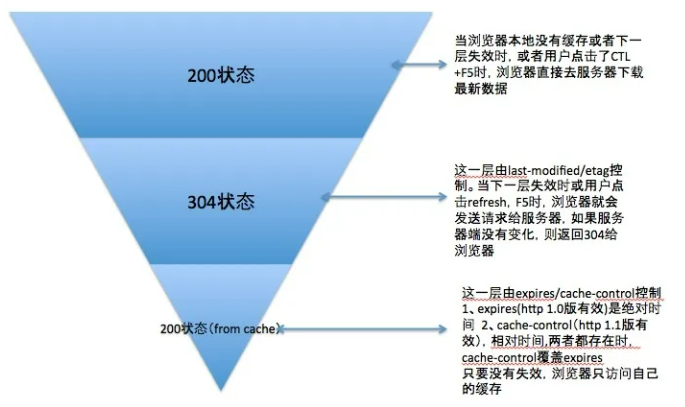 200状态
当浏览器本地没有缓存或者下一
层失效时，或者用户点击了CTL
+F5时，浏览器直接去服务器下载
最新数据
304状态
这一层由last-modified/etag控
制。当下一层失效时或用户点
击refresh，F5时，浏览器就会
发送请求给服务器，如果服务
器端没有变化，则返回304给
浏览器
200状态（from cache）
这一层由expires/cache-control控制
1、expires(http 1.0版有效)是绝对时
间 2、cache-control（http 1.1版有
效），相对时间,两者都存在时，
cache-control覆盖expires
只要没有失效，浏览器只访问自己
的缓存